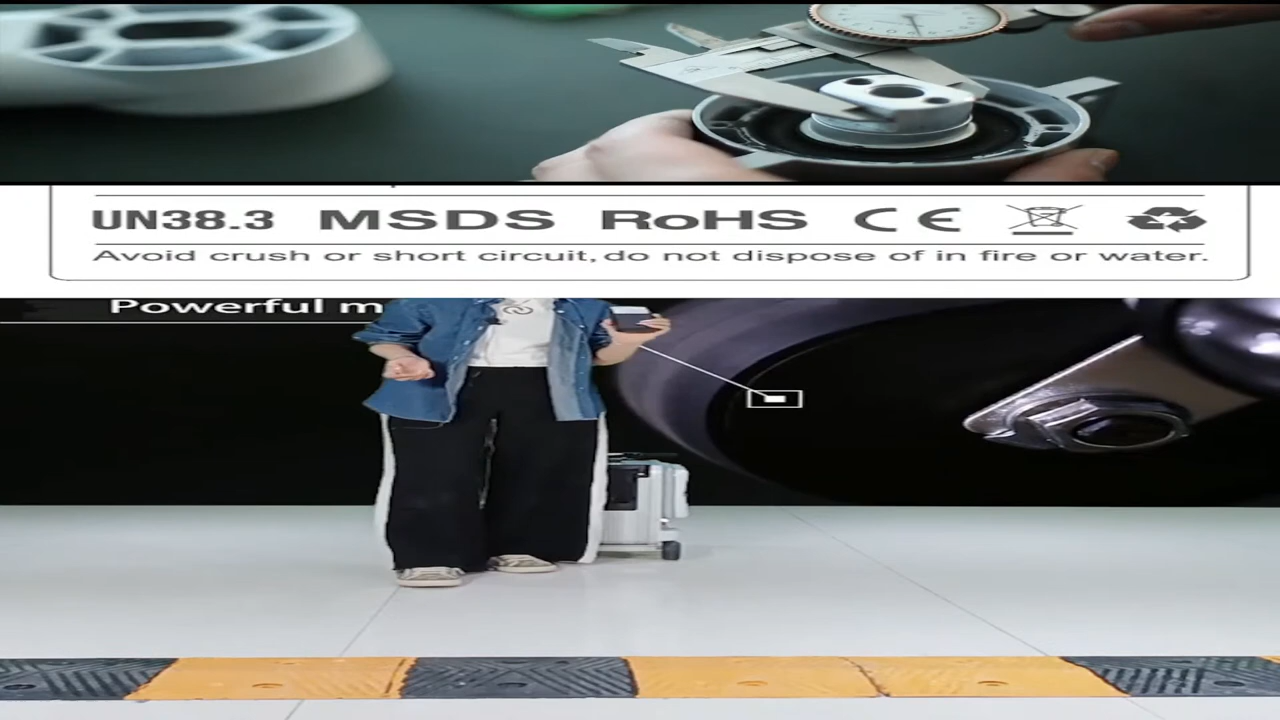 UN38.3 MSDS RoHS CE
Avoid crush or short circuit, do not dispose of in fire or water.
Powerful m